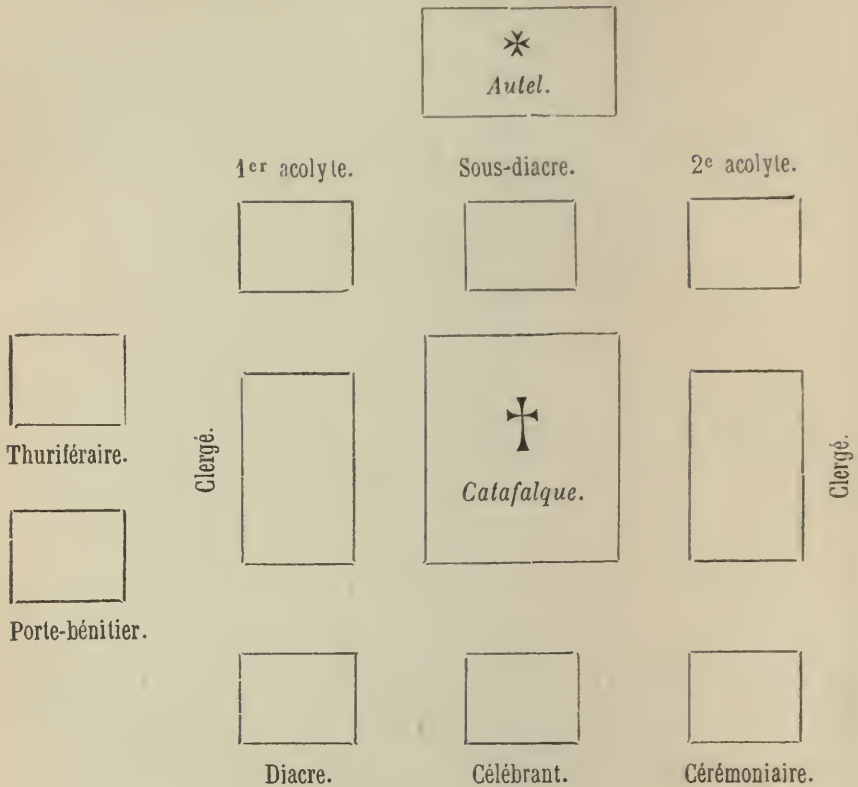 Autel.
1er acolyte. Sous-diacre. 2e acolyte.
Thuriféraire.
Clergé.
Catafalque.
Clergé.
Porte-bénitier.
Diacre. Célébrant. Cérémoniaire.